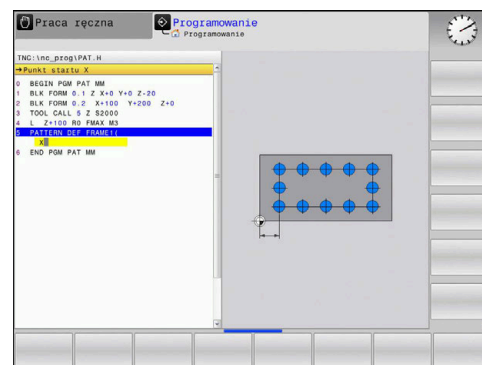 Praca ręczna
Programowanie
Programowanie
TNC:\nc_prog\PAT.H
→Punkt startu X
0 BEGIN PGM PAT MM
1 BLK FORM 0.1 Z X+0 Y+0 Z-20
2 BLK FORM 0.2 X+100 Y+200 Z+0
3 TOOL CALL 5 Z S2000
4 L Z+100 R0 FMAX M3
5 PATTERN DEF FRAME1(
X
6 END PGM PAT MM